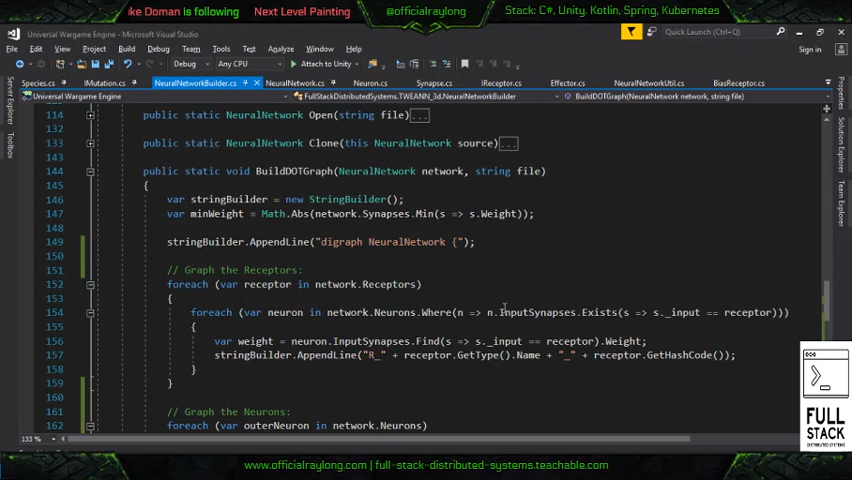 ke Doman is following
Next Level Painting
@officialraylong
Stack: C#, Unity. Kotlin, Spring, Kubernetes
Universal Wargame Engine - Microsoft Visual Studio
Quick Launch (Ctrl+Q)
File Edit View Project Build Debug Team Tools Test Analyze Window Help
Sign in
Debug Any CPU Attach to Unity
Species.cs IMutation.cs NeuralNetworkBuilder.cs NeuralNetwork.cs Neuron.cs Synapse.cs IReceptor.cs Effector.cs NeuralNetworkUtil.cs BiasReceptor.cs
Universal Wargame Engine FullStackDistributedSystems.TWEANN_3d.NeuralNetworkBuilder BuildDOTGraph(NeuralNetwork network, string file)
Server Explorer
Toolbox
Properties
Solution Explorer
Team Explorer
114 public static NeuralNetwork Open(string file)...
132
133 public static NeuralNetwork Clone(this NeuralNetwork source)...
143
144 public static void BuildDOTGraph(NeuralNetwork network, string file)
145 {
146 var stringBuilder = new StringBuilder();
147 var minWeight = Math.Abs(network.Synapses.Min(s => s.Weight));
148
149 stringBuilder.AppendLine("digraph NeuralNetwork {");
150
151 // Graph the Receptors:
152 foreach (var receptor in network.Receptors)
153 {
154 foreach (var neuron in network.Neurons.Where(n => n.InputSynapses.Exists(s => s._input == receptor)))
155 {
156 var weight = neuron.InputSynapses.Find(s => s._input == receptor).Weight;
157 stringBuilder.AppendLine("R_" + receptor.GetType().Name + "_" + receptor.GetHashCode());
158 }
159 }
160
161 // Graph the Neurons:
162 foreach (var outerNeuron in network.Neurons)
133 %
FULL
STACK
www.officialraylong.com | full-stack-distributed-systems.teachable.com